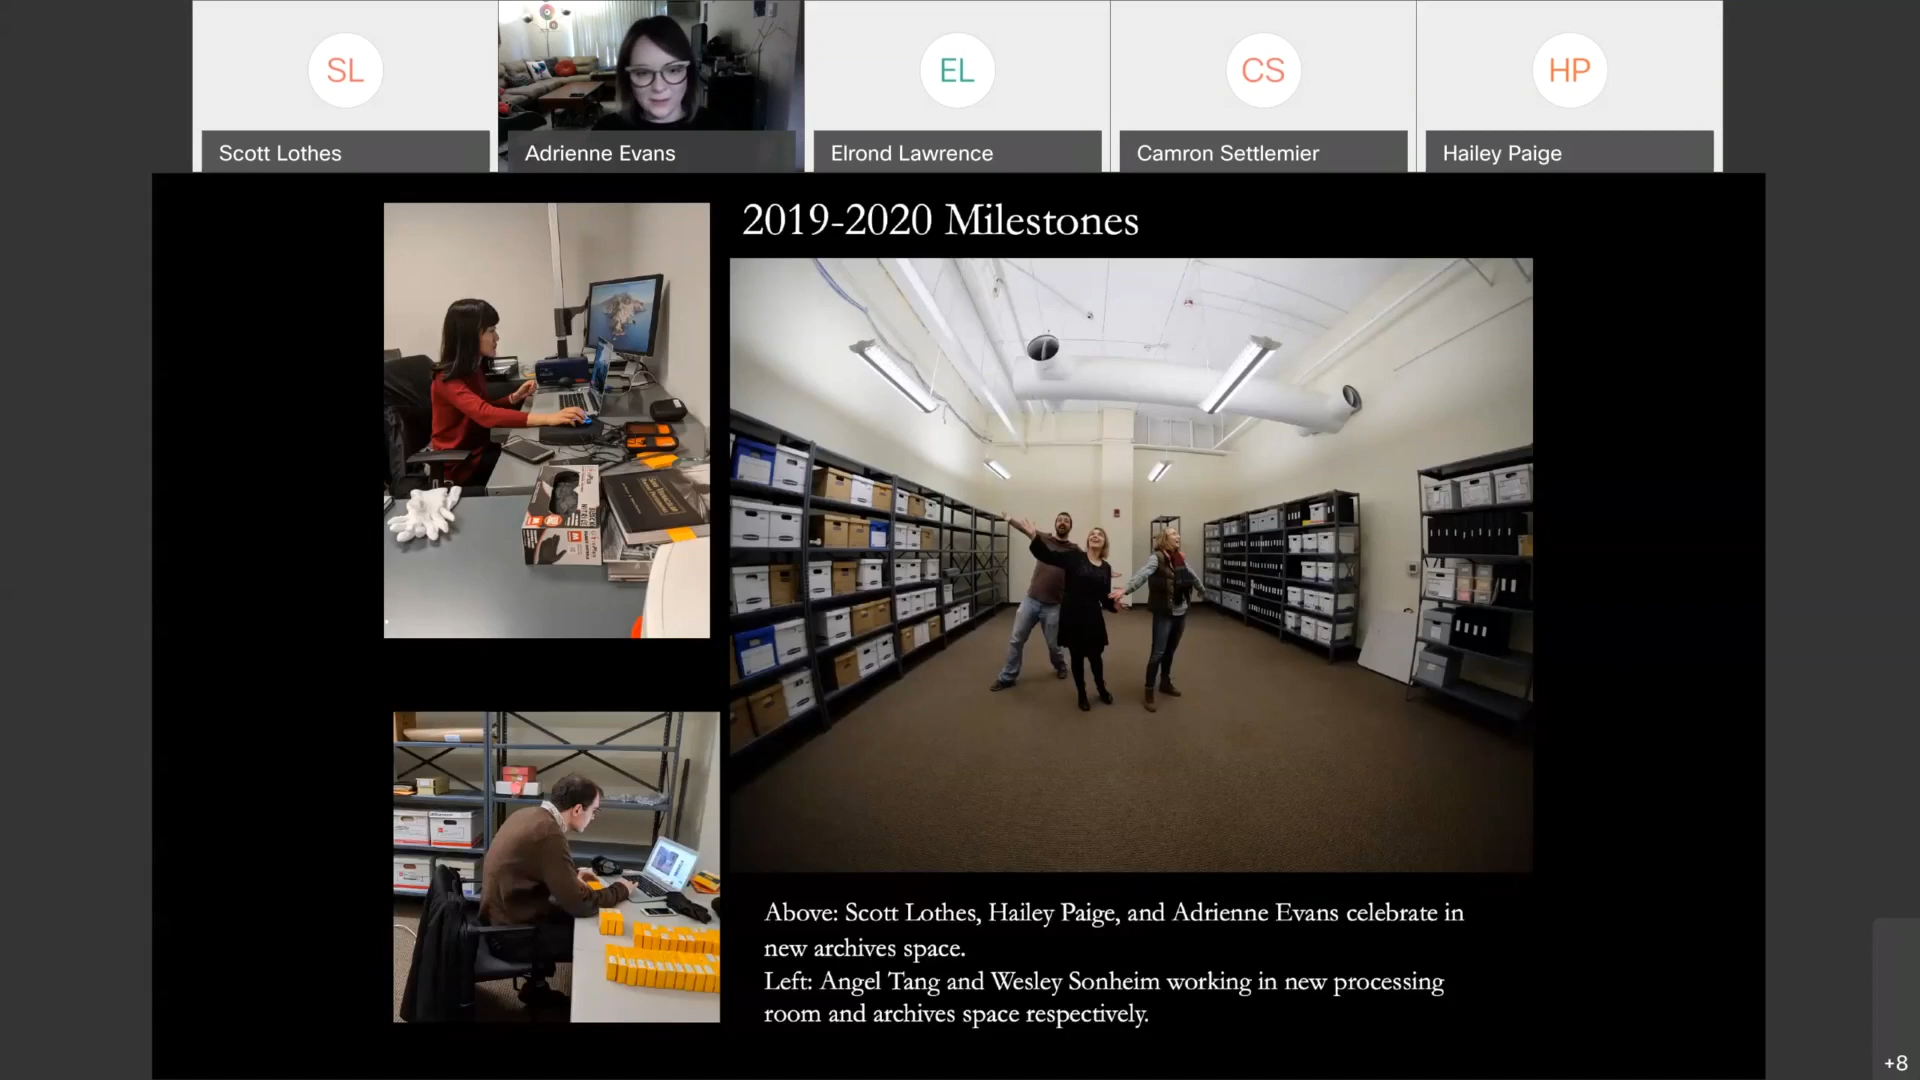 SL
EL
CS
HP
Scott Lothes
Adrienne Evans
Elrond Lawrence
Camron Settlemier
Hailey Paige
2019-2020 Milestones
Above: Scott Lothes, Hailey Paige, and Adrienne Evans celebrate in
new archives space.
Left: Angel Tang and Wesley Sonheim working in new processing
room and archives space respectively.
+8